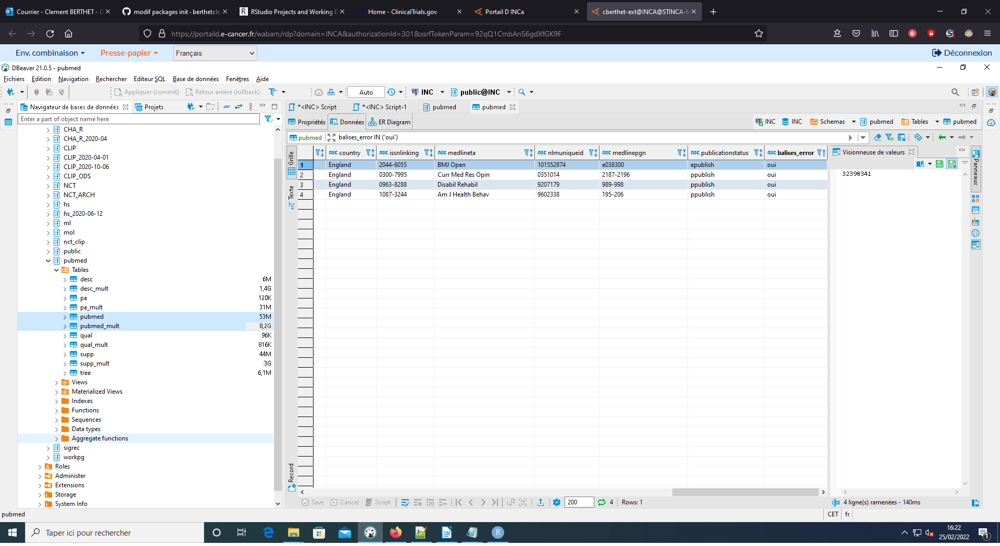 Courrier - Clement BERTHET - O
modif packages init · berthetcle
RStudio Projects and Working D
Home - ClinicalTrials.gov
Portail D INCa
cberthet-ext@INCA@STINCA-M
https://portaild.e-cancer.fr/wabam/rdp?domain=INCA&authorizationId=301&xsrfTokenParam=92qQ1CmbAn56gdXfGK9F
Env. combinaison
Presse-papier
Français
Déconnexion
DBeaver 21.0.5 - pubmed
Fichiers Edition Navigation Rechercher Editeur SQL Base de données Fenêtres Aide
Appliquer (commit)
Retour arrière (rollback)
Auto
INC
public@INC
Navigateur de bases de données
Projets
*<INC> Script
*<INC> Script-1
pubmed
pubmed
Enter a part of object name here
Propriétés
Données
ER Diagram
INC
INC
Schemas
pubmed
Tables
pubmed
pubmed
balises_error IN ('oui')
CHA_R
CHA_R_2020-04
CLIP
CLIP_2020-04-01
CLIP_2020-10-06
CLIP_ODS
NCT
NCT_ARCH
hs
hs_2020-06-12
ml
mol
nct_clip
public
pubmed
Tables
desc 6M
desc_mult 1,4G
pa 120K
pa_mult 31M
pubmed 53M
pubmed_mult 8,2G
qual 96K
qual_mult 816K
supp 44M
supp_mult 3G
tree 6,1M
Views
Materialized Views
Indexes
Functions
Sequences
Data types
Aggregate functions
sigrec
workpg
Roles
Administer
Extensions
Storage
System Info
Grille
Texte
Record
ABC country ABC issnlinking ABC medlineta ABC nlmuniqueid ABC medlinepgn ABC publicationstatus ABC balises_error
1 England 2044-6055 BMJ Open 101552874 e038300 epublish oui
2 England 0300-7995 Curr Med Res Opin 0351014 2187-2196 ppublish oui
3 England 0963-8288 Disabil Rehabil 9207179 989-998 ppublish oui
4 England 1087-3244 Am J Health Behav 9602338 195-206 ppublish oui
Visionneuse de valeurs
32398341
Panneaux
Save
Cancel
Script
200
4
Rows: 1
4 ligne(s) ramenées - 140ms
pubmed
CET
fr
Taper ici pour rechercher
16:22
25/02/2022
1